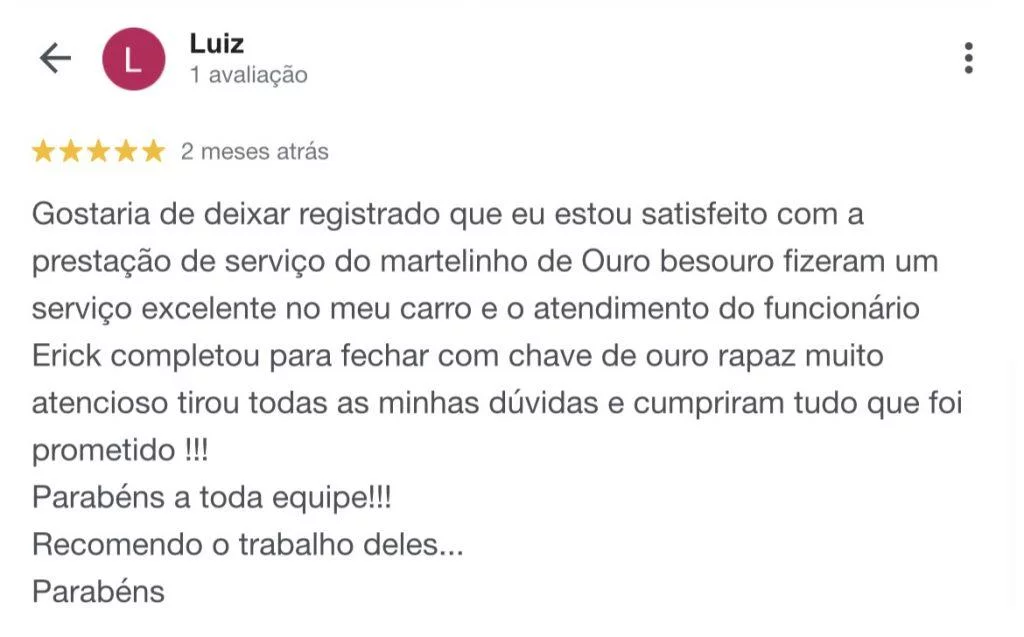 Luiz
1 avaliação
2 meses atrás
Gostaria de deixar registrado que eu estou satisfeito com a
prestação de serviço do martelinho de Ouro besouro fizeram um
serviço excelente no meu carro e o atendimento do funcionário
Erick completou para fechar com chave de ouro rapaz muito
atencioso tirou todas as minhas dúvidas e cumpriram tudo que foi
prometido !!!
Parabéns a toda equipe!!!
Recomendo o trabalho deles...
Parabéns